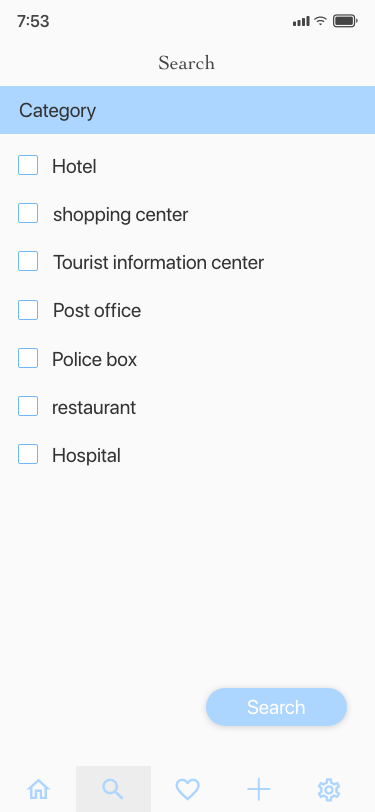 7:53
Search
Category
Hotel
shopping center
Tourist information center
Post office
Police box
restaurant
Hospital
Search